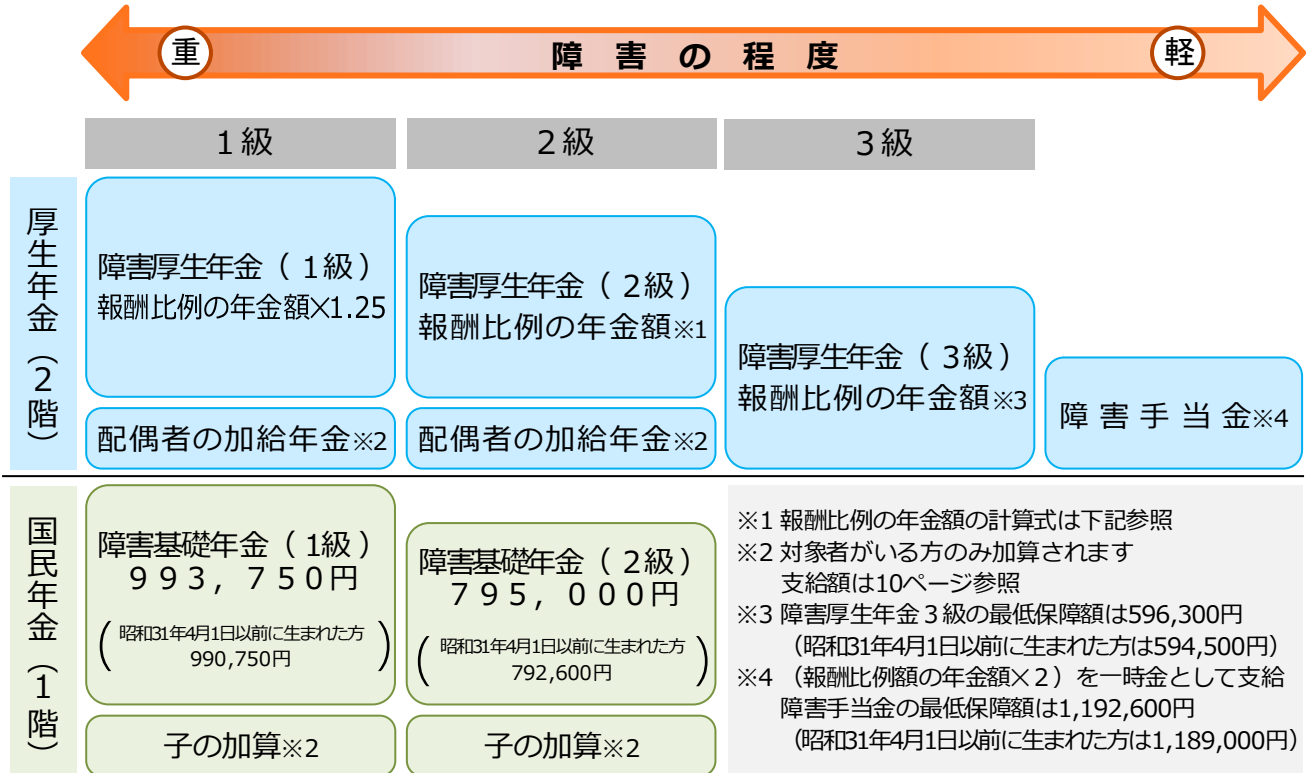 重
障害の程度
軽
1級
2級
3級
厚生年金（2階）
障害厚生年金（1級）
報酬比例の年金額×1.25
配偶者の加給年金※2
障害厚生年金（2級）
報酬比例の年金額※1
配偶者の加給年金※2
障害厚生年金（3級）
報酬比例の年金額※3
障害手当金※4
国民年金（1階）
障害基礎年金（1級）
993，750円
（昭和31年4月1日以前に生まれた方
990,750円）
子の加算※2
障害基礎年金（2級）
795，000円
（昭和31年4月1日以前に生まれた方
792,600円）
子の加算※2
※1 報酬比例の年金額の計算式は下記参照
※2 対象者がいる方のみ加算されます
支給額は10ページ参照
※3 障害厚生年金３級の最低保障額は596,300円
（昭和31年4月1日以前に生まれた方は594,500円）
※4 （報酬比例額の年金額×２）を一時金として支給
障害手当金の最低保障額は1,192,600円
（昭和31年4月1日以前に生まれた方は1,189,000円）